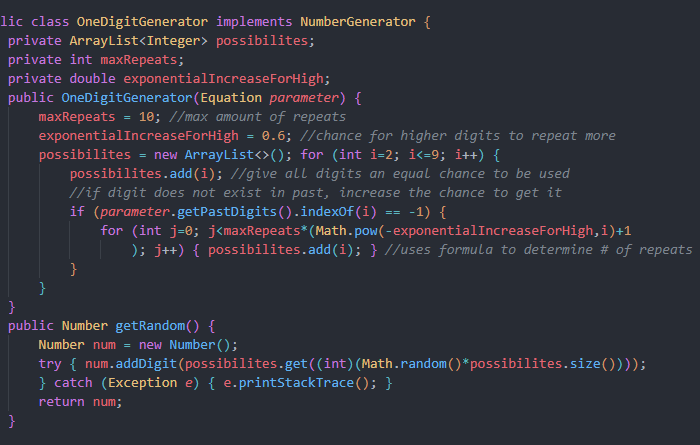 lic class OneDigitGenerator implements NumberGenerator {
private ArrayList<Integer> possibilites;
private int maxRepeats;
private double exponentialIncreaseForHigh;
public OneDigitGenerator(Equation parameter) {
maxRepeats = 10; //max amount of repeats
exponentialIncreaseForHigh = 0.6; //chance for higher digits to repeat more
possibilites = new ArrayList<>(); for (int i=2; i<=9; i++) {
possibilites.add(i); //give all digits an equal chance to be used
//if digit does not exist in past, increase the chance to get it
if (parameter.getPastDigits().indexOf(i) == -1) {
for (int j=0; j<maxRepeats*(Math.pow(-exponentialIncreaseForHigh,i)+1
); j++) { possibilites.add(i); } //uses formula to determine # of repeats
}
}
}
public Number getRandom() {
Number num = new Number();
try { num.addDigit(possibilites.get((int)(Math.random()*possibilites.size())));
} catch (Exception e) { e.printStackTrace(); }
return num;
}